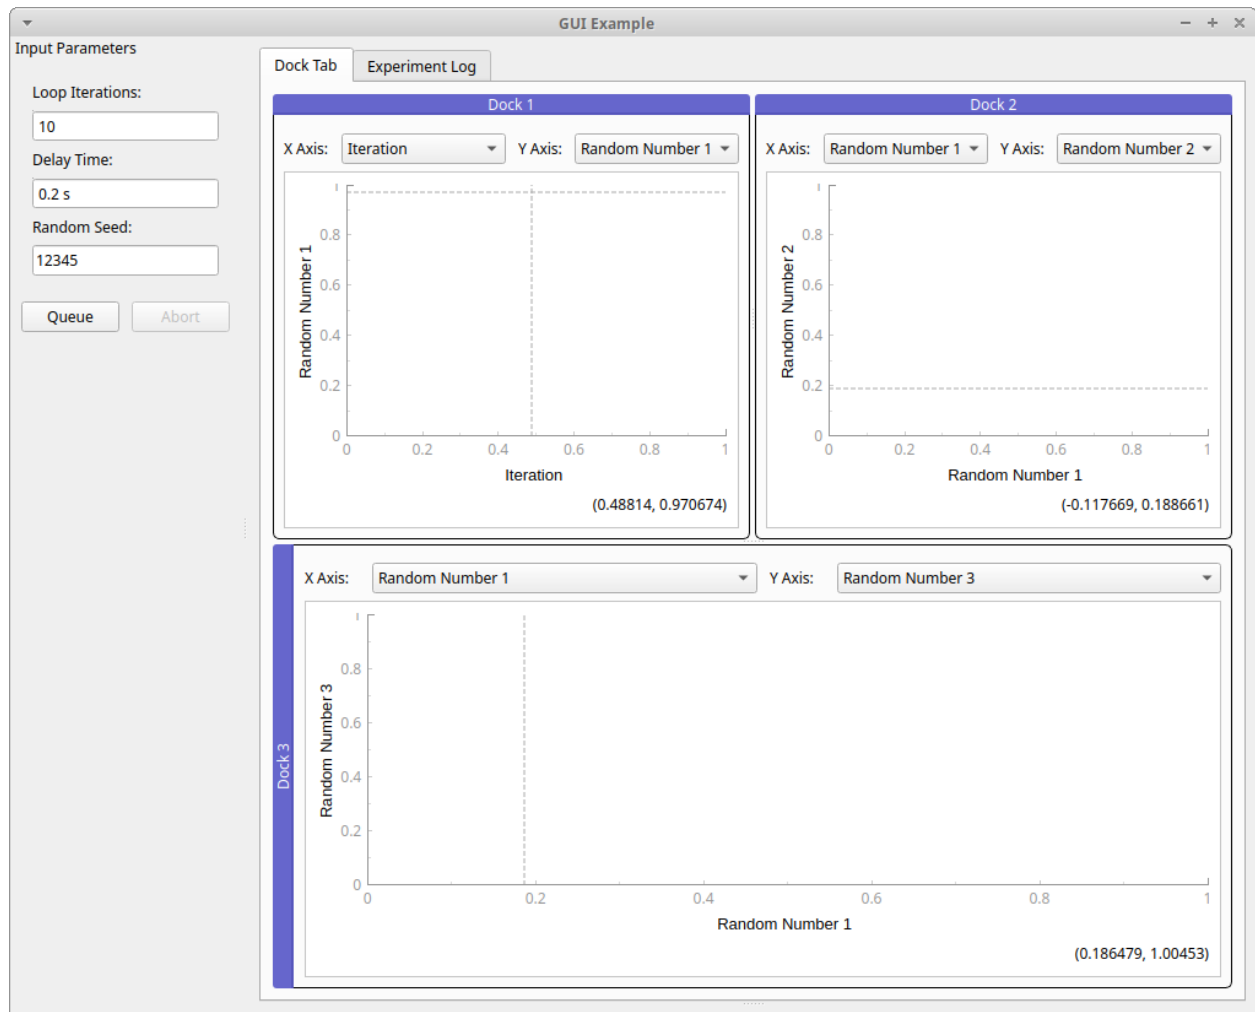 GUI Example
Input Parameters
Loop Iterations:
10
Delay Time:
0.2 s
Random Seed:
12345
Queue Abort
Dock Tab Experiment Log
Dock 1
X Axis: Iteration Y Axis: Random Number 1
Random Number 1
1
0.8
0.6
0.4
0.2
0
0 0.2 0.4 0.6 0.8 1
Iteration
(0.48814, 0.970674)
Dock 2
X Axis: Random Number 1 Y Axis: Random Number 2
Random Number 2
1
0.8
0.6
0.4
0.2
0
0 0.2 0.4 0.6 0.8 1
Random Number 1
(-0.117669, 0.188661)
Dock 3
X Axis: Random Number 1 Y Axis: Random Number 3
Random Number 3
1
0.8
0.6
0.4
0.2
0
0 0.2 0.4 0.6 0.8 1
Random Number 1
(0.186479, 1.00453)